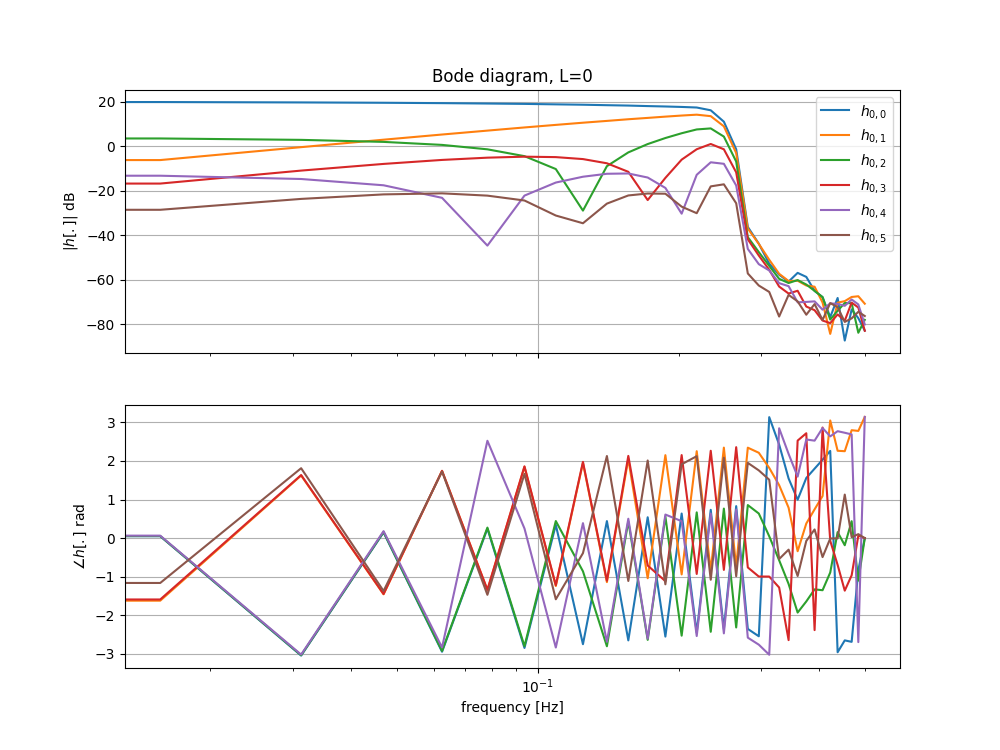 Bode diagram, L=0
|h[.]| dB
20
0
−20
−40
−60
−80
h0,0
h0,1
h0,2
h0,3
h0,4
h0,5
∠h[.] rad
3
2
1
0
−1
−2
−3
10−1
frequency [Hz]